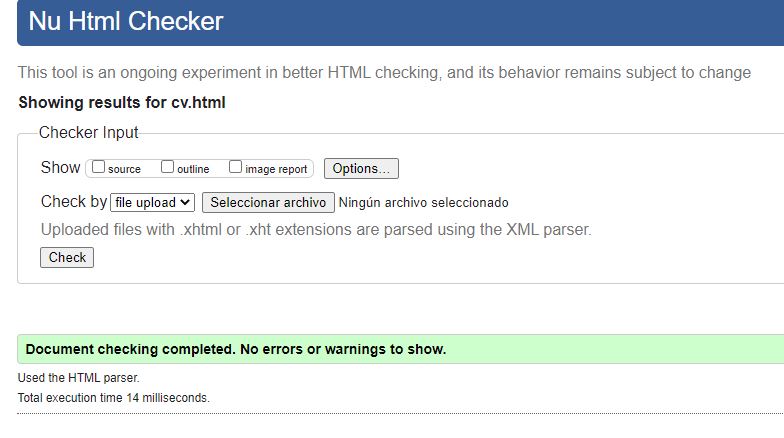 Nu Html Checker
This tool is an ongoing experiment in better HTML checking, and its behavior remains subject to change
Showing results for cv.html
Checker Input
Show source outline image report Options...
Check by file upload Seleccionar archivo Ningún archivo seleccionado
Uploaded files with .xhtml or .xht extensions are parsed using the XML parser.
Check
Document checking completed. No errors or warnings to show.
Used the HTML parser.
Total execution time 14 milliseconds.